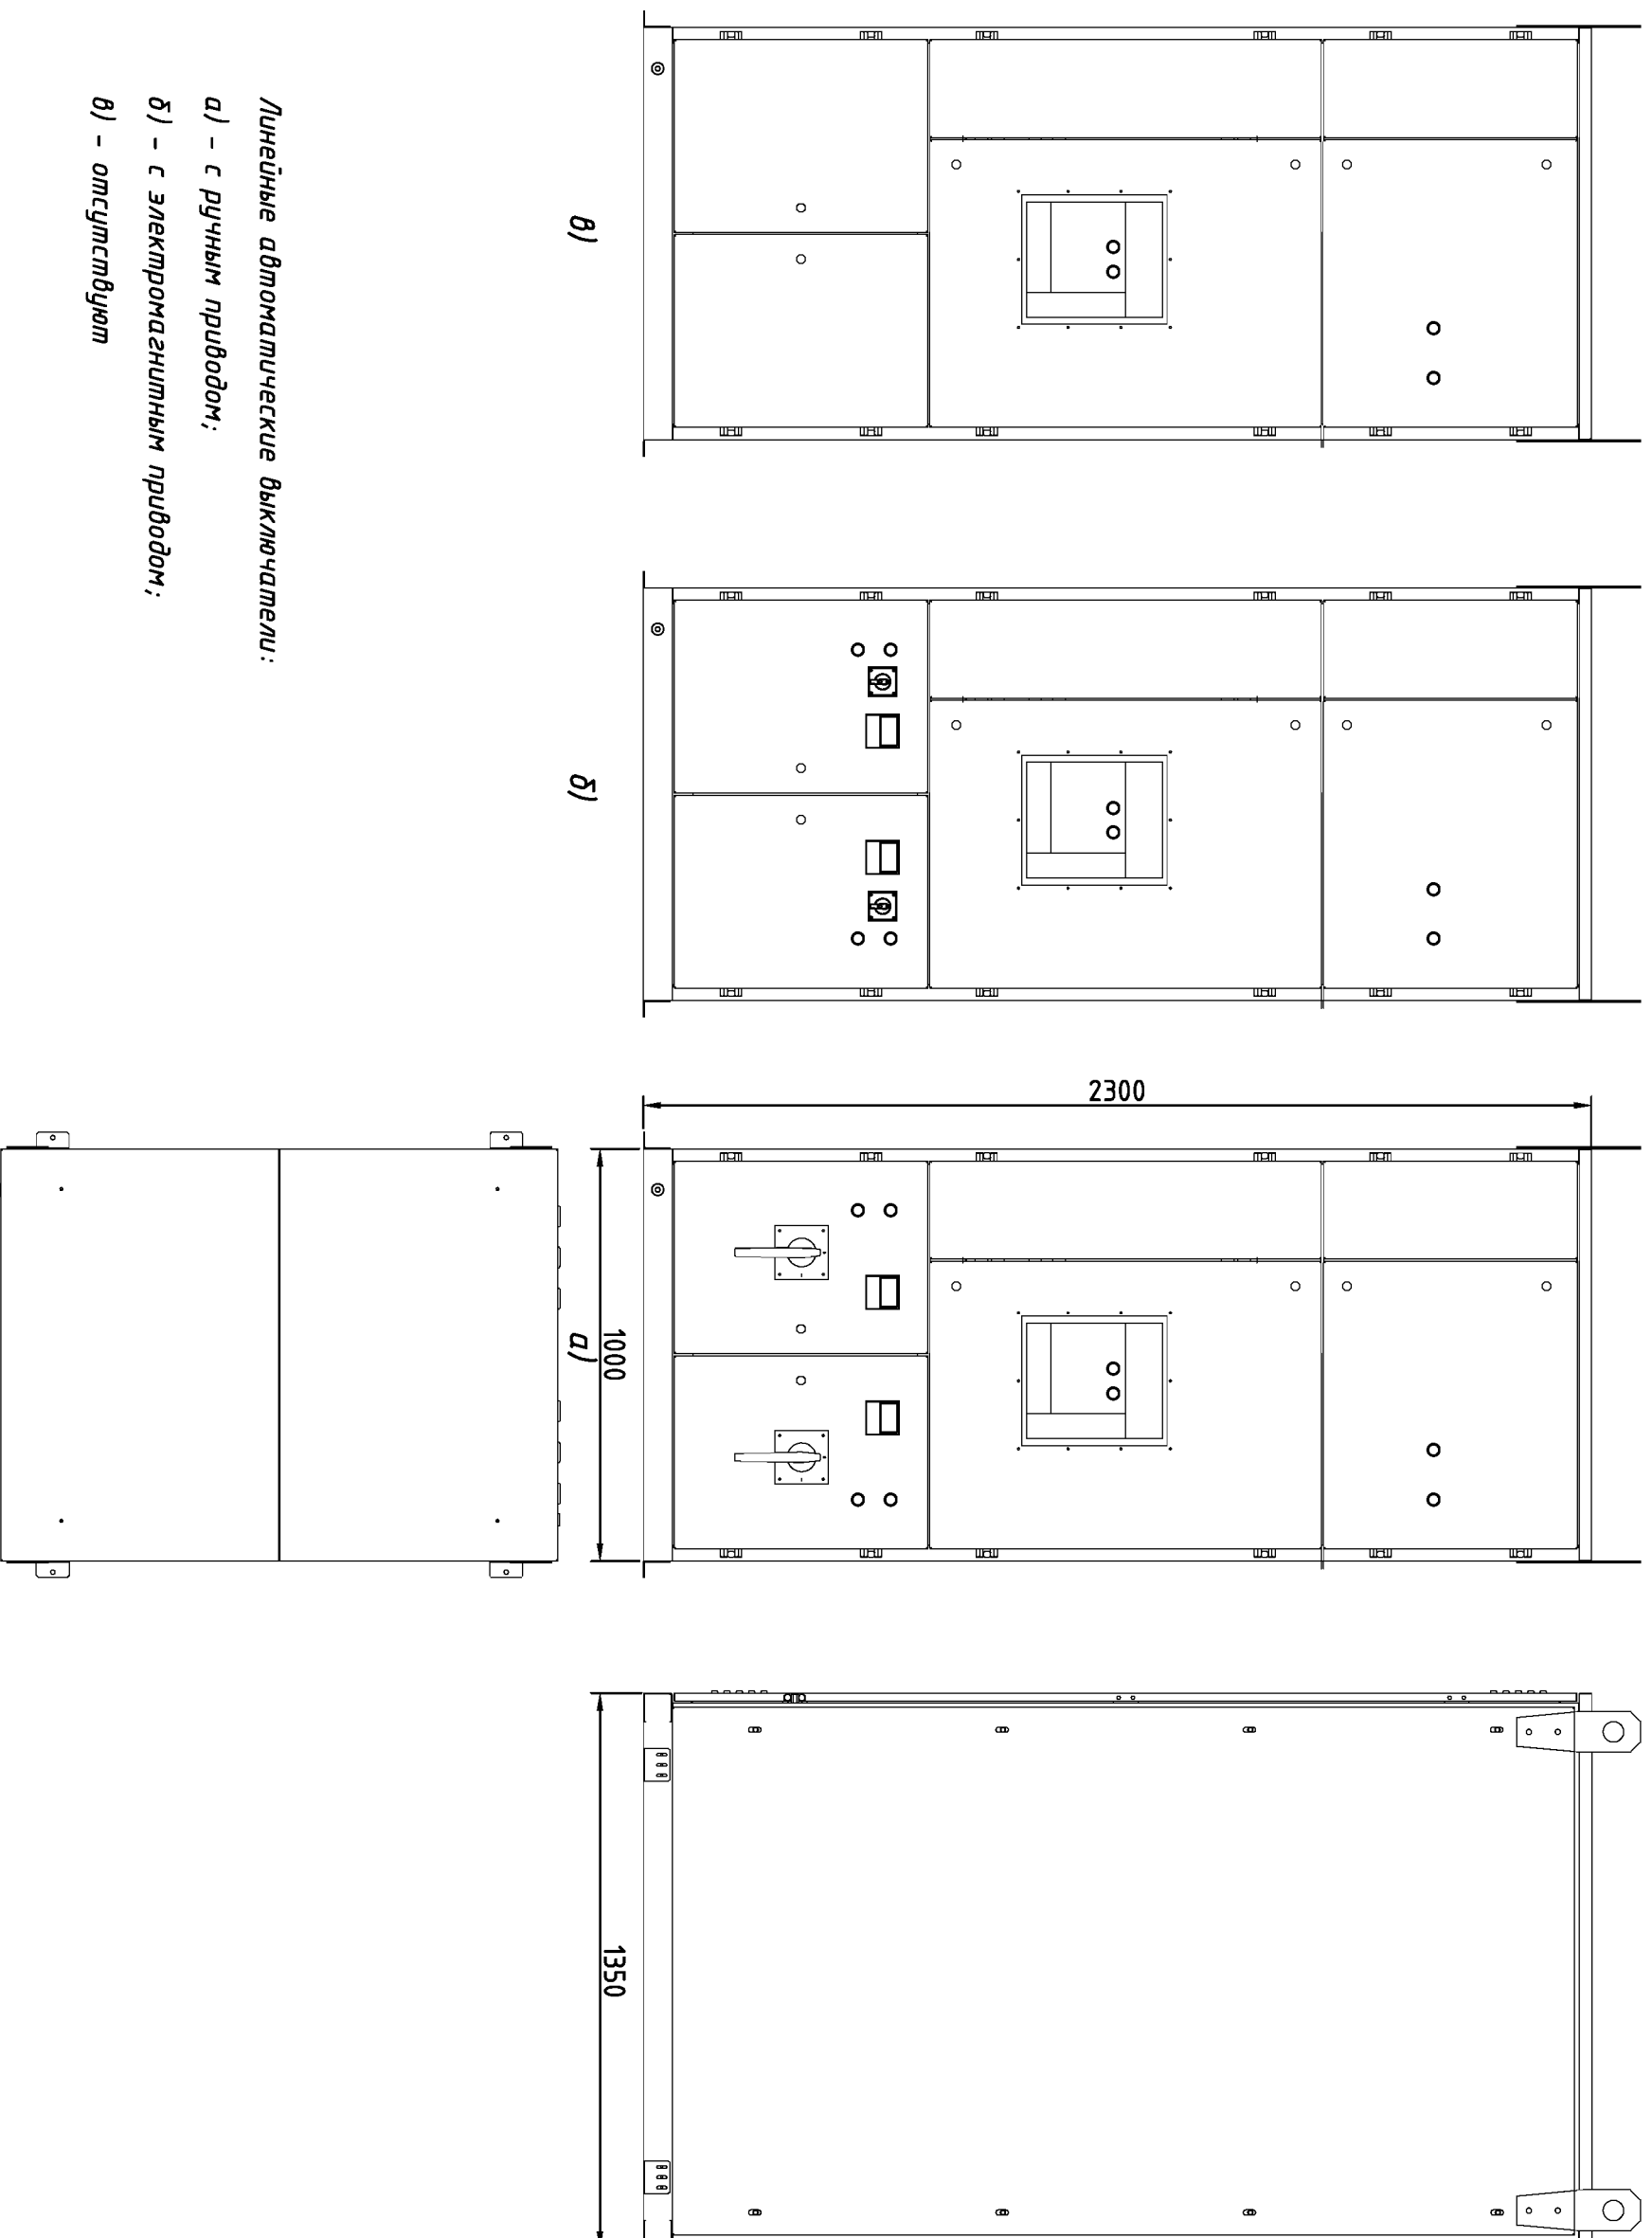 2300
1000
1350
а)
б)
в)
Линейные автоматические выключатели:
а) - с ручным приводом;
б) - с электромагнитным приводом;
в) - отсутствуют